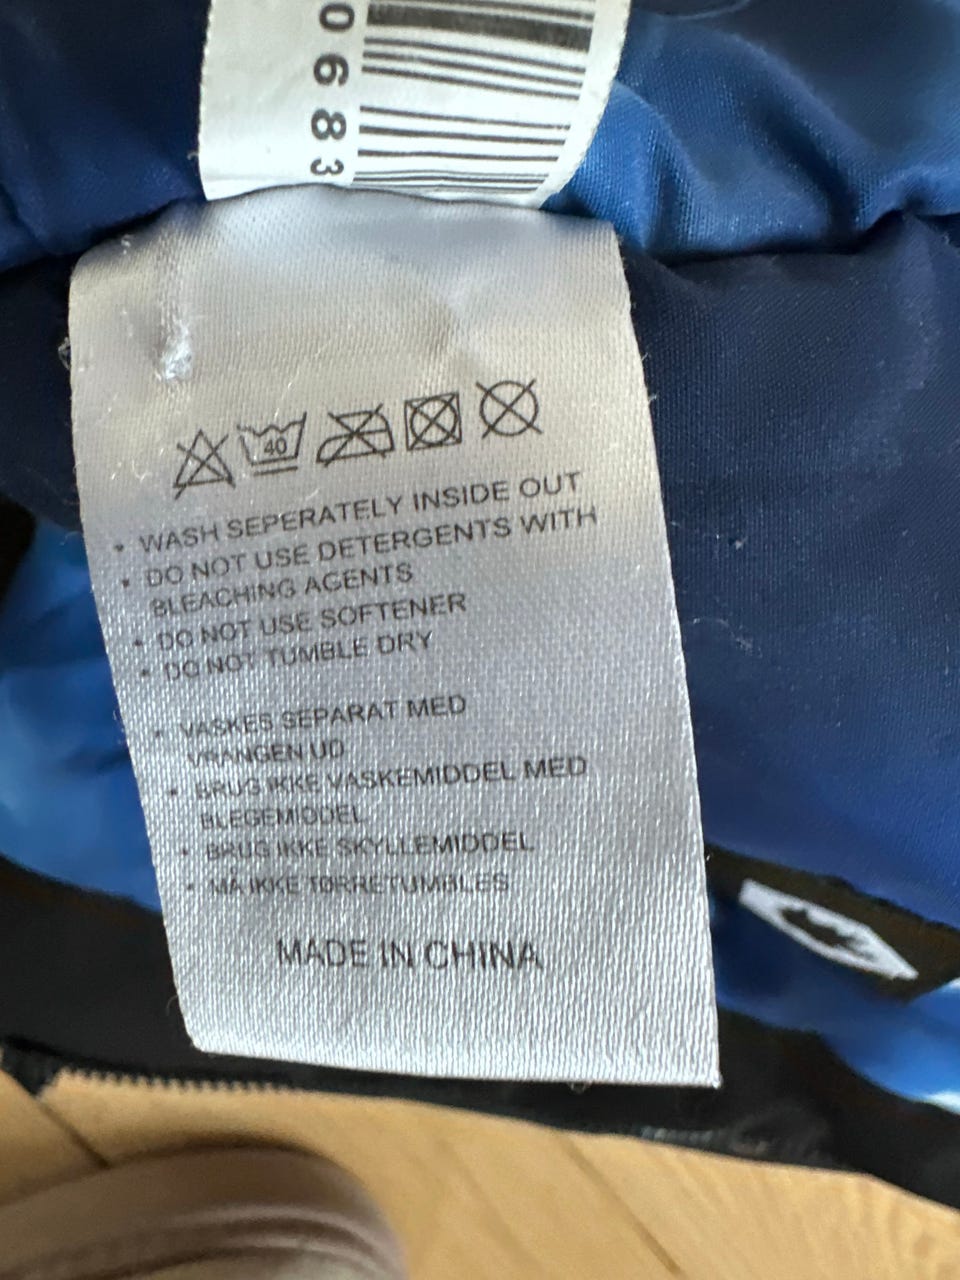 0683
40
• WASH SEPERATELY INSIDE OUT
• DO NOT USE DETERGENTS WITH
BLEACHING AGENTS
• DO NOT USE SOFTENER
• DO NOT TUMBLE DRY
• VASKES SEPARAT MED
VRANGEN UD
• BRUG IKKE VASKEMIDDEL MED
BLEGEMIDDEL
• BRUG IKKE SKYLLEMIDDEL
• MÅ IKKE TØRRETUMBLES
MADE IN CHINA